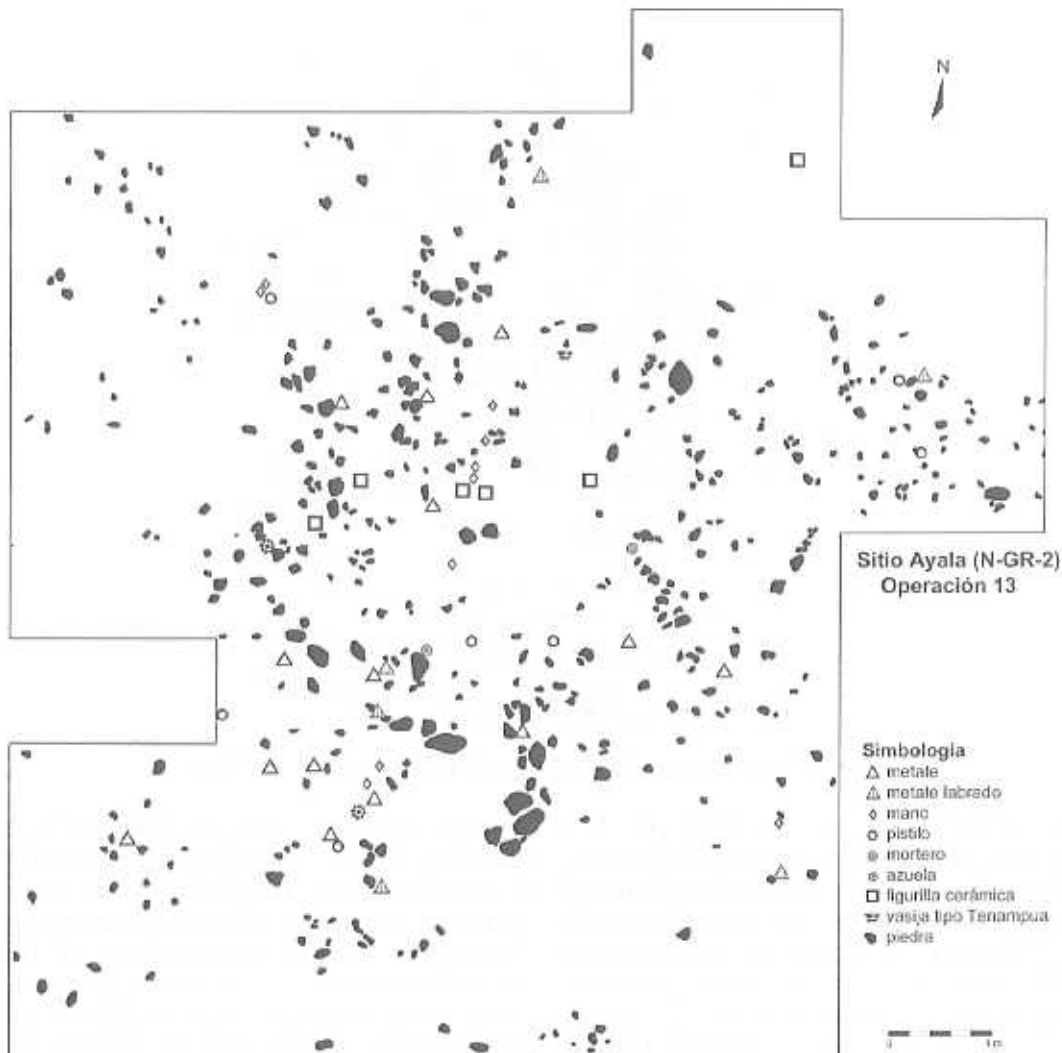 N
Sitio Ayala (N-GR-2)
Operación 13
Simbología
metate
metate labrado
mano
pistilo
mortero
azuela
figurilla cerámica
vasija tipo Tenampua
piedra
0